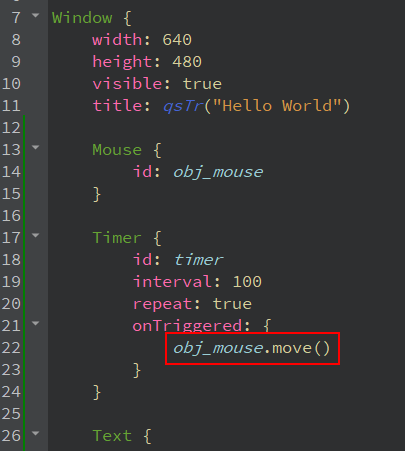 7 Window {
8 width: 640
9 height: 480
10 visible: true
11 title: qsTr("Hello World")
12
13 Mouse {
14 id: obj_mouse
15 }
16
17 Timer {
18 id: timer
19 interval: 100
20 repeat: true
21 onTriggered: {
22 obj_mouse.move()
23 }
24 }
25
26 Text {